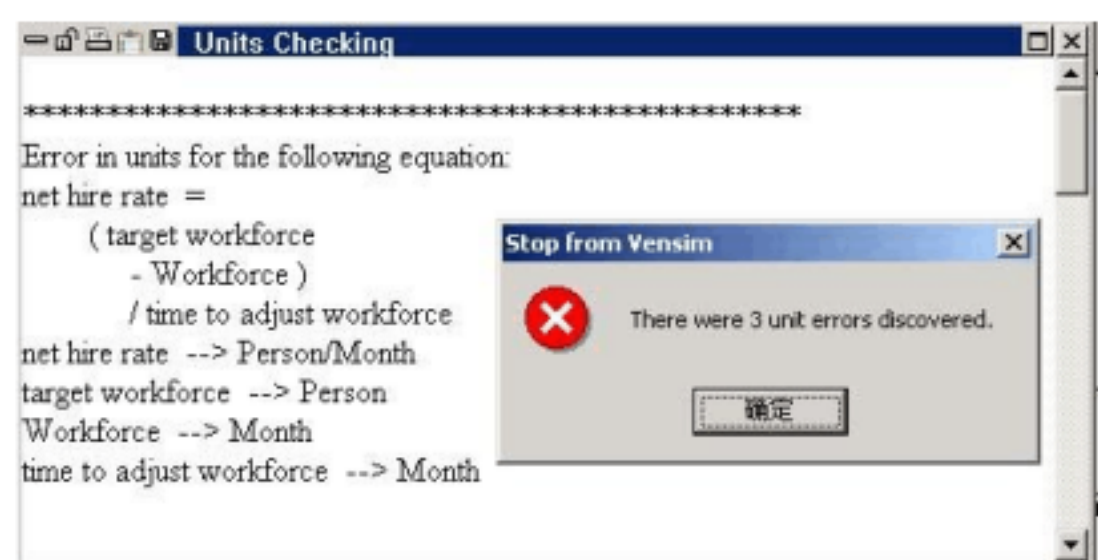 Units Checking
***********************************************
Error in units for the following equation:
net hire rate =
( target workforce
- Workforce )
/ time to adjust workforce
net hire rate --> Person/Month
target workforce --> Person
Workforce --> Month
time to adjust workforce --> Month
Stop from Vensim
There were 3 unit errors discovered.
确定